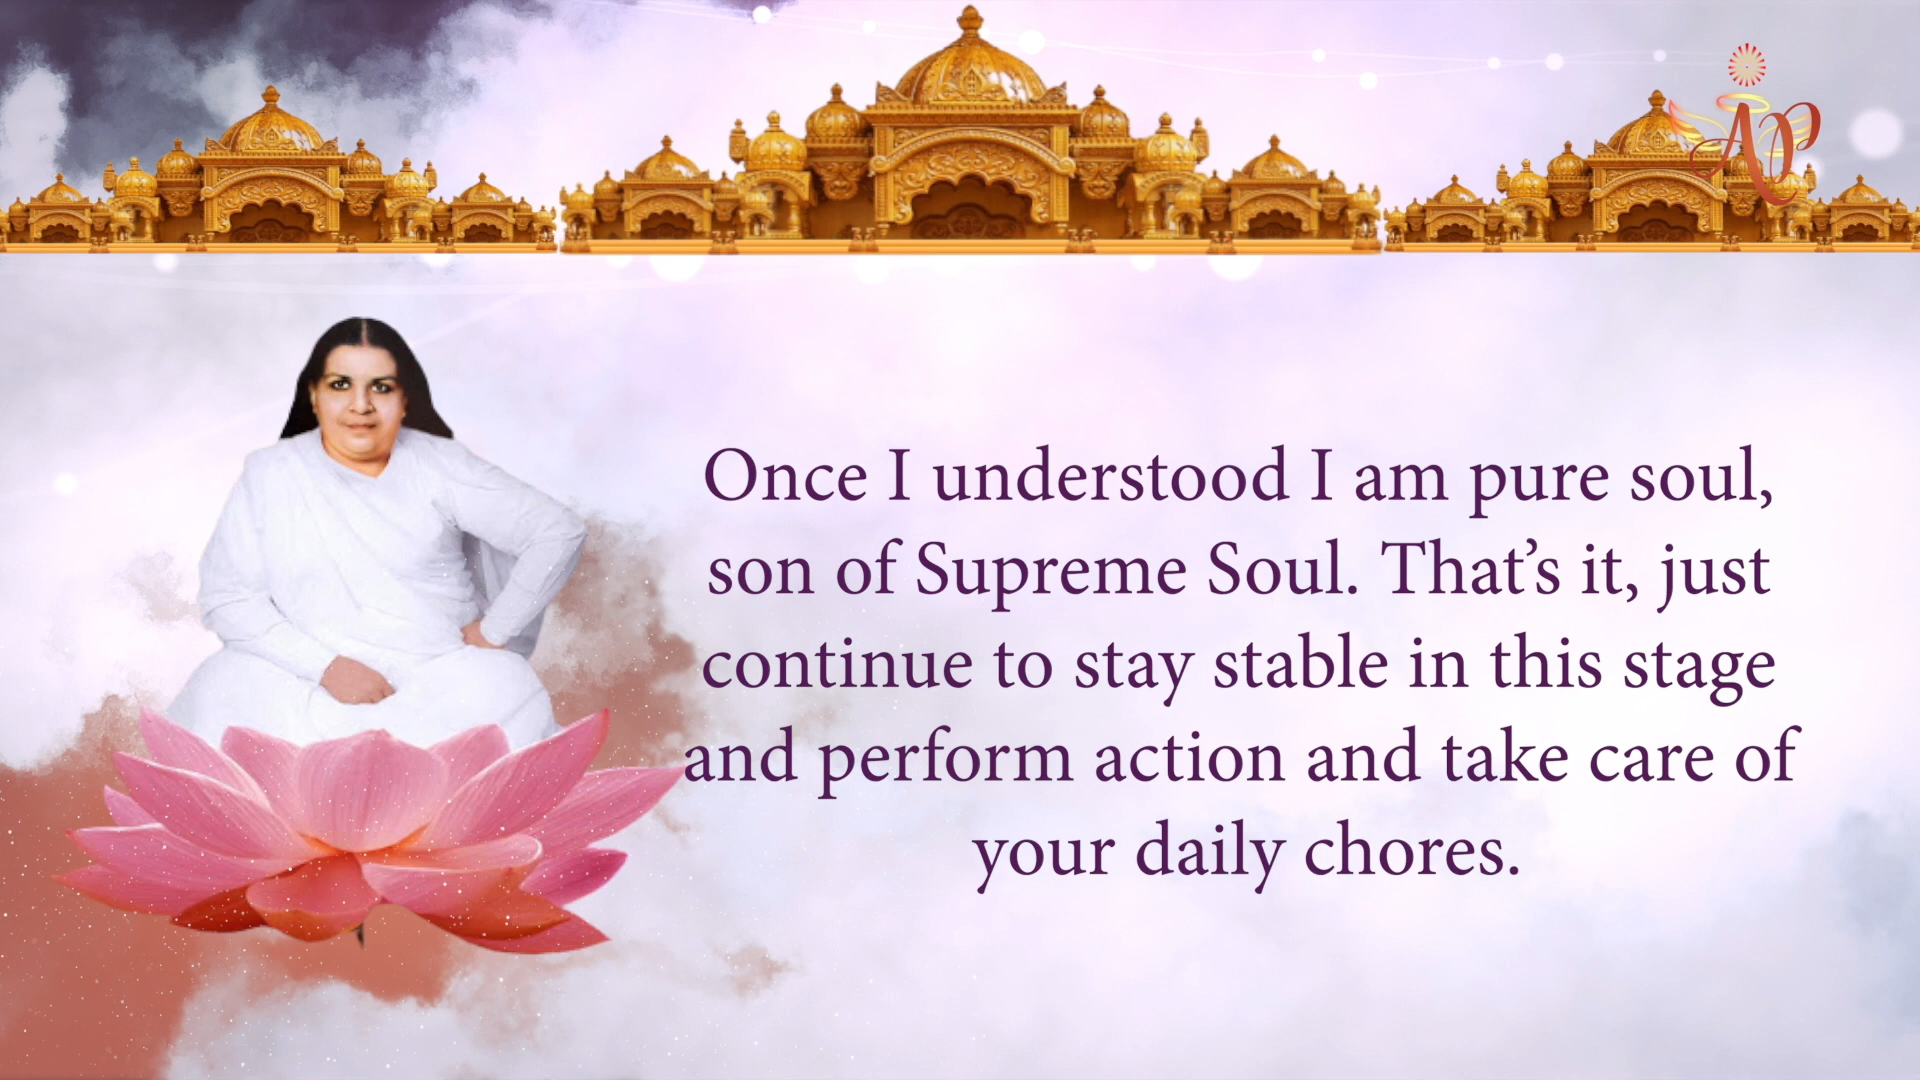 AP
Once I understood I am pure soul,
son of Supreme Soul. That’s it, just
continue to stay stable in this stage
and perform action and take care of
your daily chores.